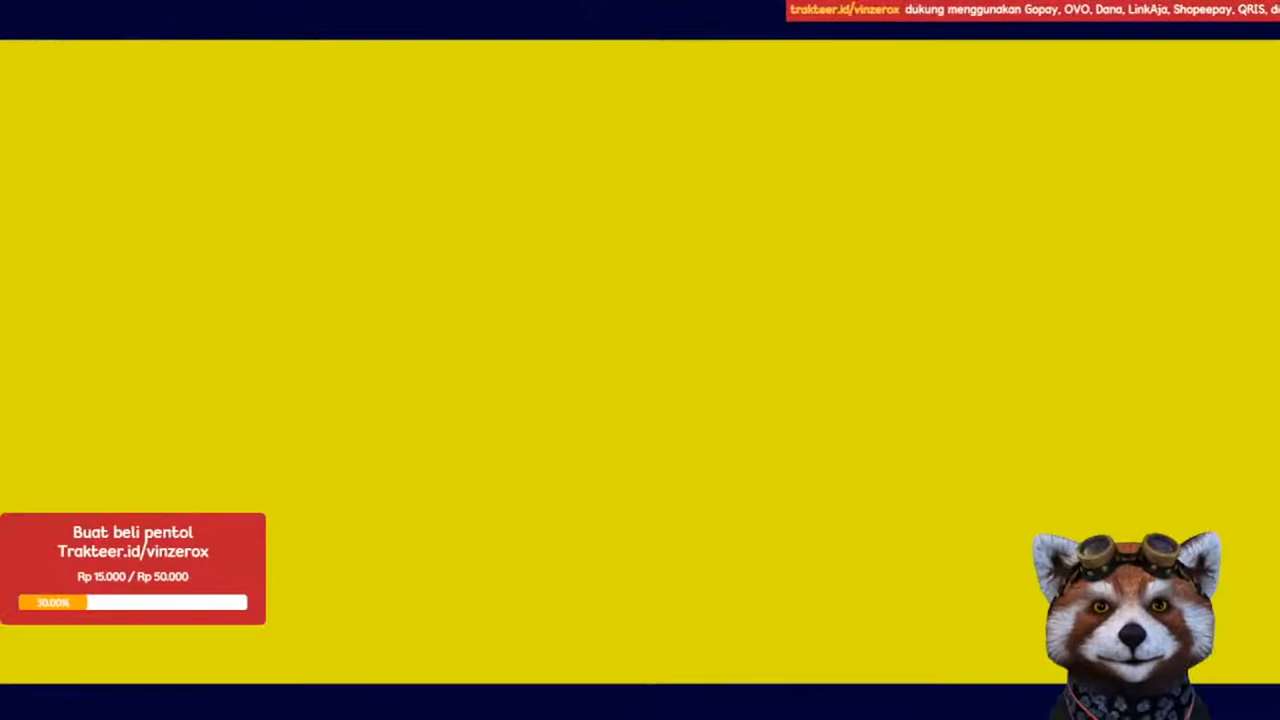 trakteer.id/vinzerox dukung menggunakan Gopay, OVO, Dana, LinkAja, Shopeepay, QRIS, d
Buat beli pentol
Trakteer.id/vinzerox
Rp 15.000 / Rp 50.000
30.00%